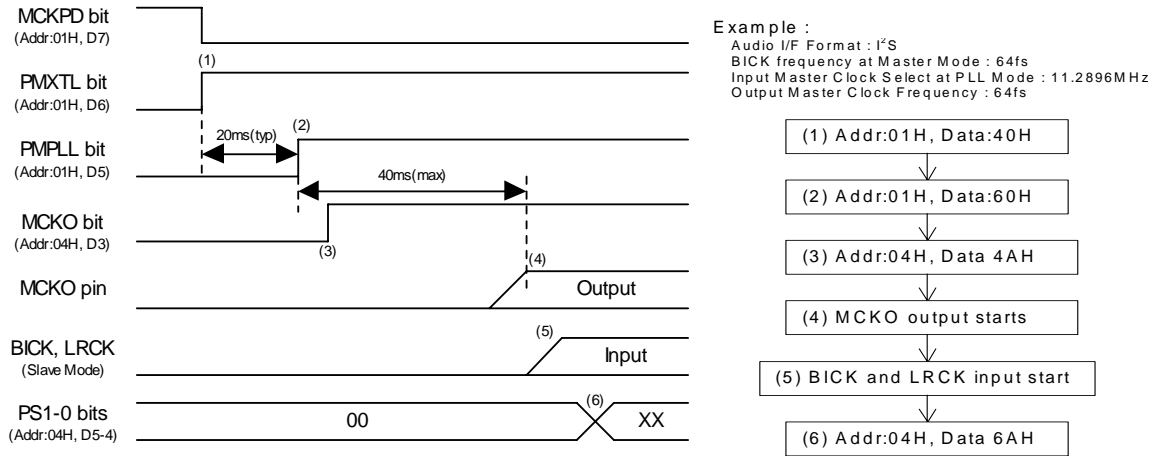 MCKPD bit
(Addr:01H, D7)
(1)
PMXTL bit
(Addr:01H, D6)
20ms(typ)
(2)
PMPLL bit
(Addr:01H, D5)
40ms(max)
MCKO bit
(Addr:04H, D3)
(3)
(4)
MCKO pin
Output
(5)
BICK, LRCK
(Slave Mode)
Input
(6)
PS1-0 bits
(Addr:04H, D5-4)
00
XX
Example :
Audio I/F Format : I²S
BICK frequency at Master Mode : 64fs
Input Master Clock Select at PLL Mode : 11.2896MHz
Output Master Clock Frequency : 64fs
(1) Addr:01H, Data:40H
(2) Addr:01H, Data:60H
(3) Addr:04H, Data 4AH
(4) MCKO output starts
(5) BICK and LRCK input start
(6) Addr:04H, Data 6AH